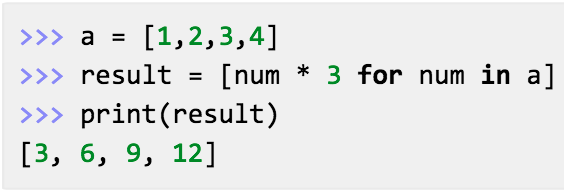 >>> a = [1,2,3,4]
>>> result = [num * 3 for num in a]
>>> print(result)
[3, 6, 9, 12]